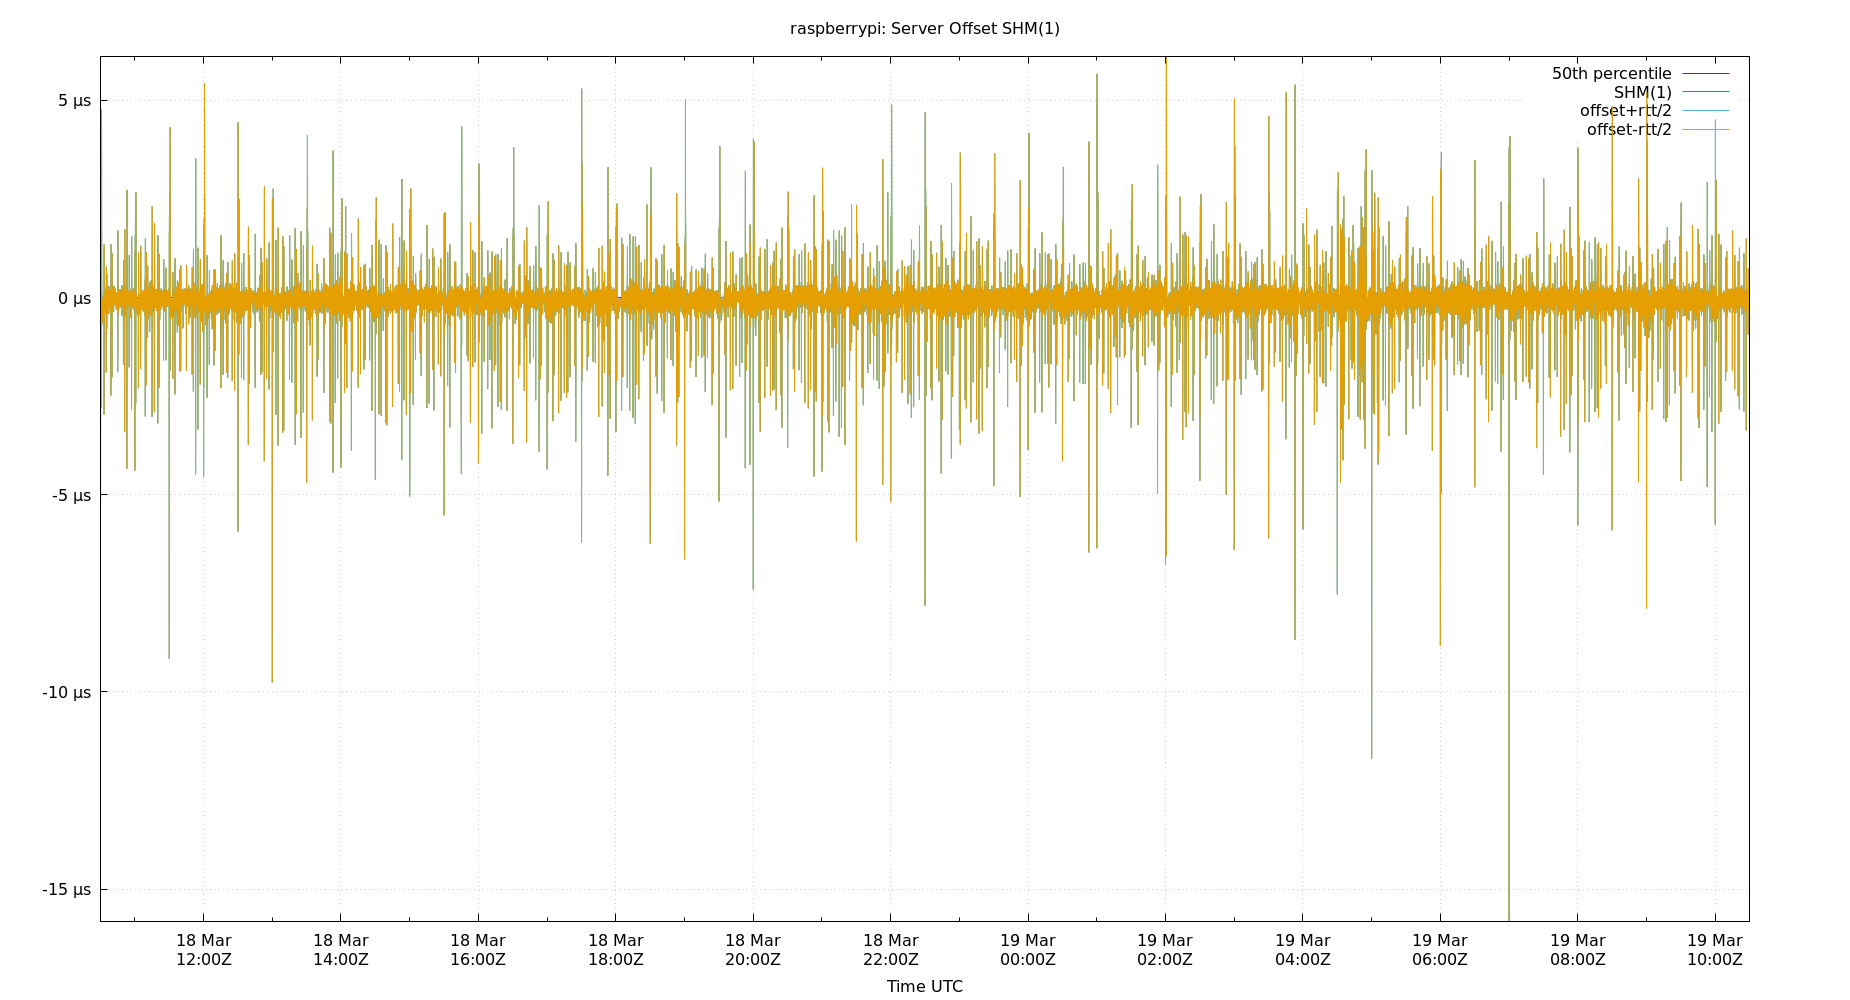 raspberrypi: Server Offset SHM(1)
50th percentile
SHM(1)
offset+rtt/2
offset-rtt/2
5 µs
0 µs
-5 µs
-10 µs
-15 µs
18 Mar 18 Mar 18 Mar 18 Mar 18 Mar 18 Mar 19 Mar 19 Mar 19 Mar 19 Mar 19 Mar 19 Mar
12:00Z 14:00Z 16:00Z 18:00Z 20:00Z 22:00Z 00:00Z 02:00Z 04:00Z 06:00Z 08:00Z 10:00Z
Time UTC